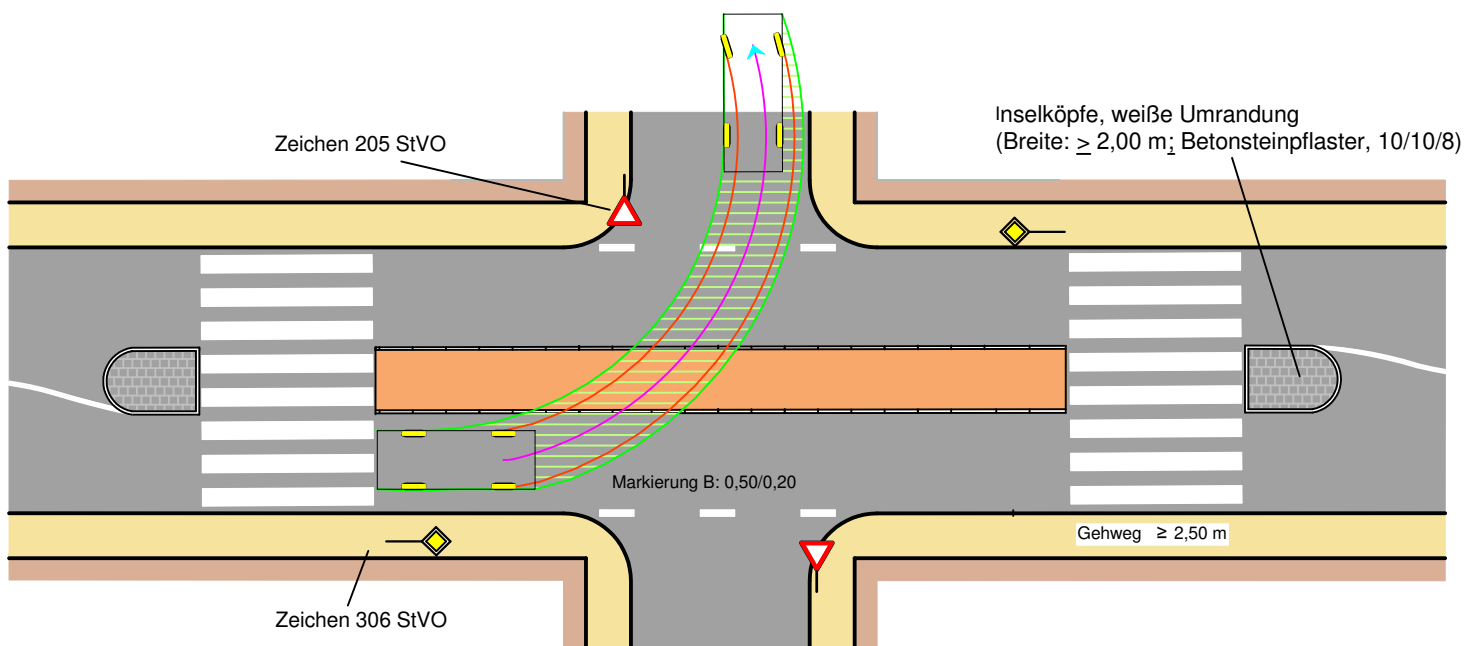 Inselköpfe, weiße Umrandung
(Breite: ≥ 2,00 m; Betonsteinpflaster, 10/10/8)
Zeichen 205 StVO
Markierung B: 0,50/0,20
Gehweg ≥ 2,50 m
Zeichen 306 StVO